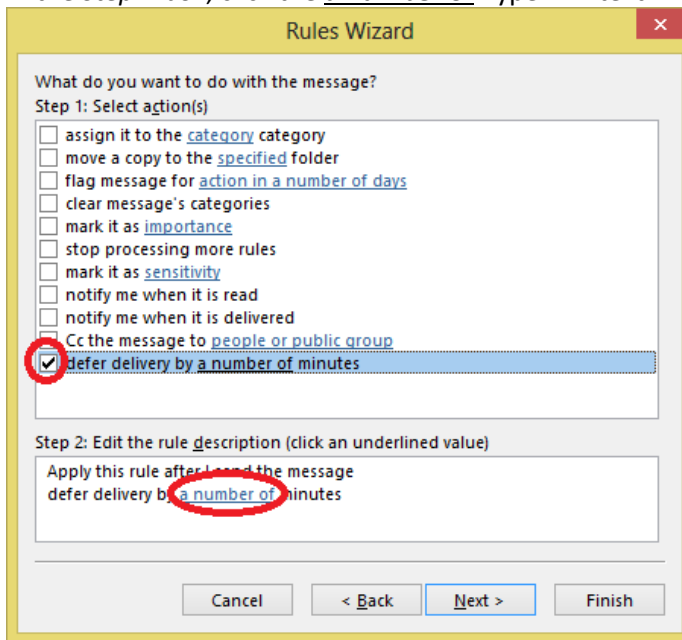 Rules Wizard
What do you want to do with the message?
Step 1: Select action(s)
assign it to the category category
move a copy to the specified folder
flag message for action in a number of days
clear message's categories
mark it as importance
stop processing more rules
mark it as sensitivity
notify me when it is read
notify me when it is delivered
Cc the message to people or public group
defer delivery by a number of minutes
Step 2: Edit the rule description (click an underlined value)
Apply this rule after I send the message
defer delivery by a number of minutes
Cancel
< Back
Next >
Finish